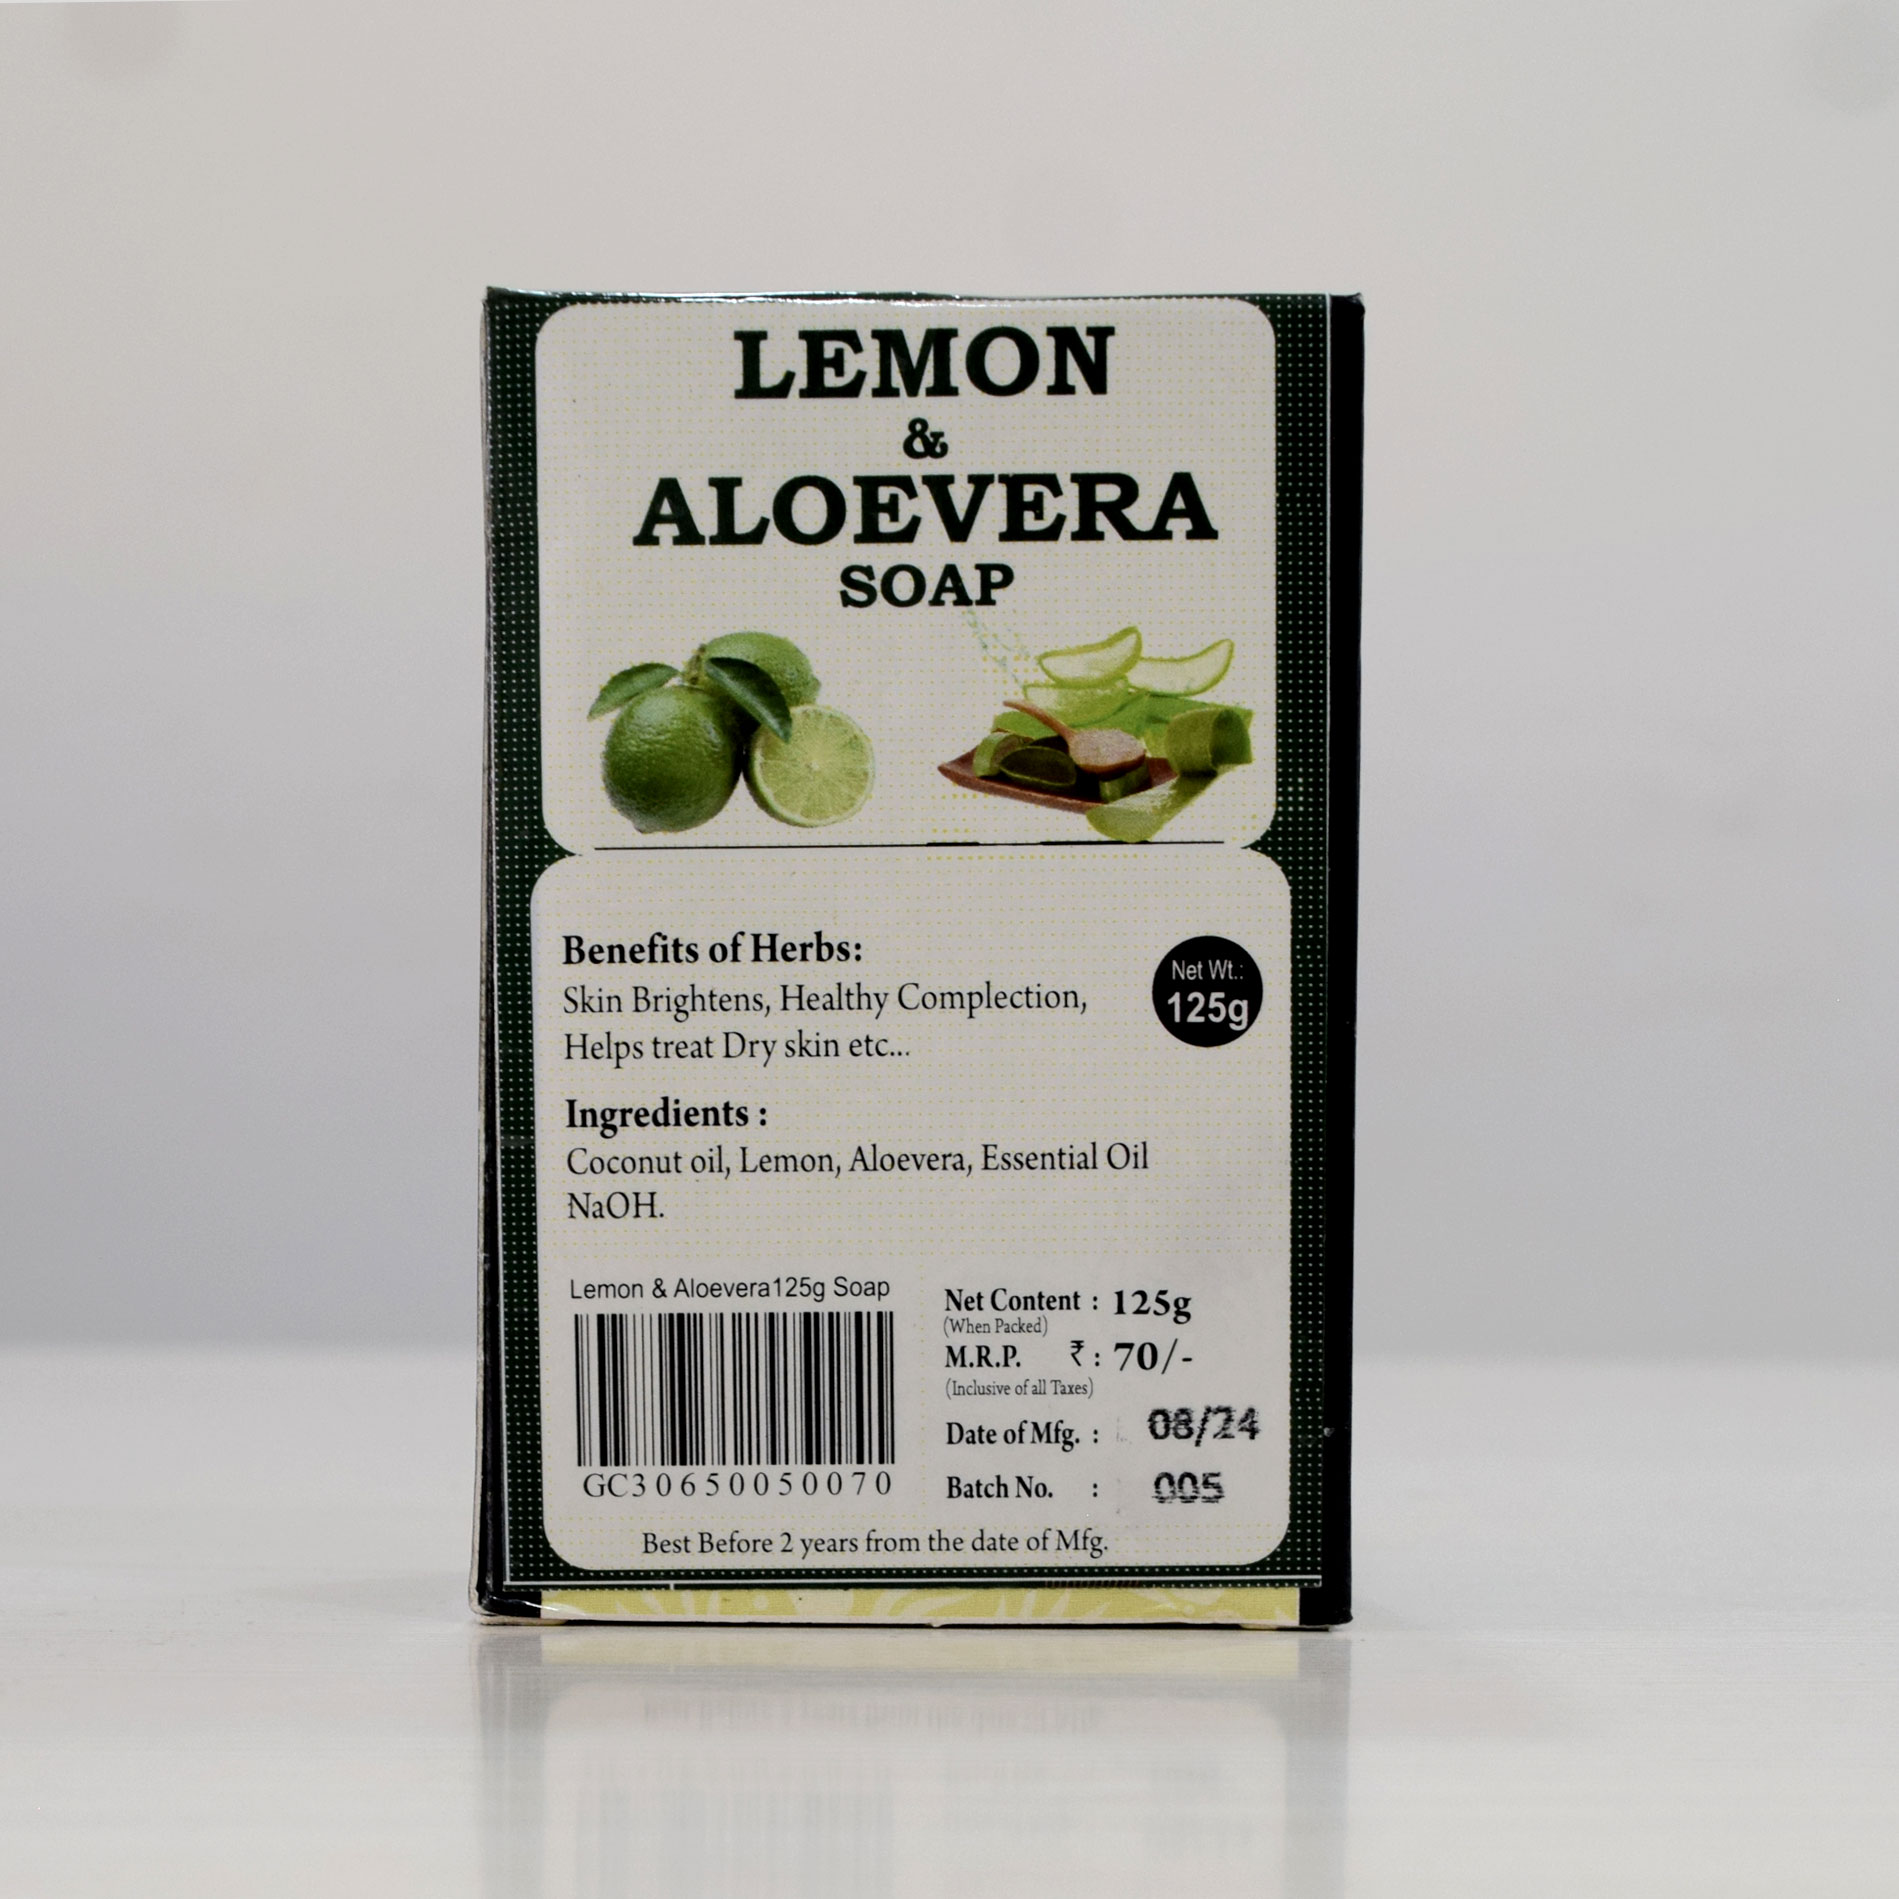 LEMON
&
ALOEVERA
SOAP
Benefits of Herbs:
Skin Brightens, Healthy Complection,
Helps treat Dry skin etc...
Net Wt.:
125g
Ingredients :
Coconut oil, Lemon, Aloevera, Essential Oil
NaOH.
Lemon & Aloevera125g Soap
GC30650050070
Net Content : 125g
(When Packed)
M.R.P. ₹ : 70/-
(Inclusive of all Taxes)
Date of Mfg. : 08/24
Batch No. : 005
Best Before 2 years from the date of Mfg.